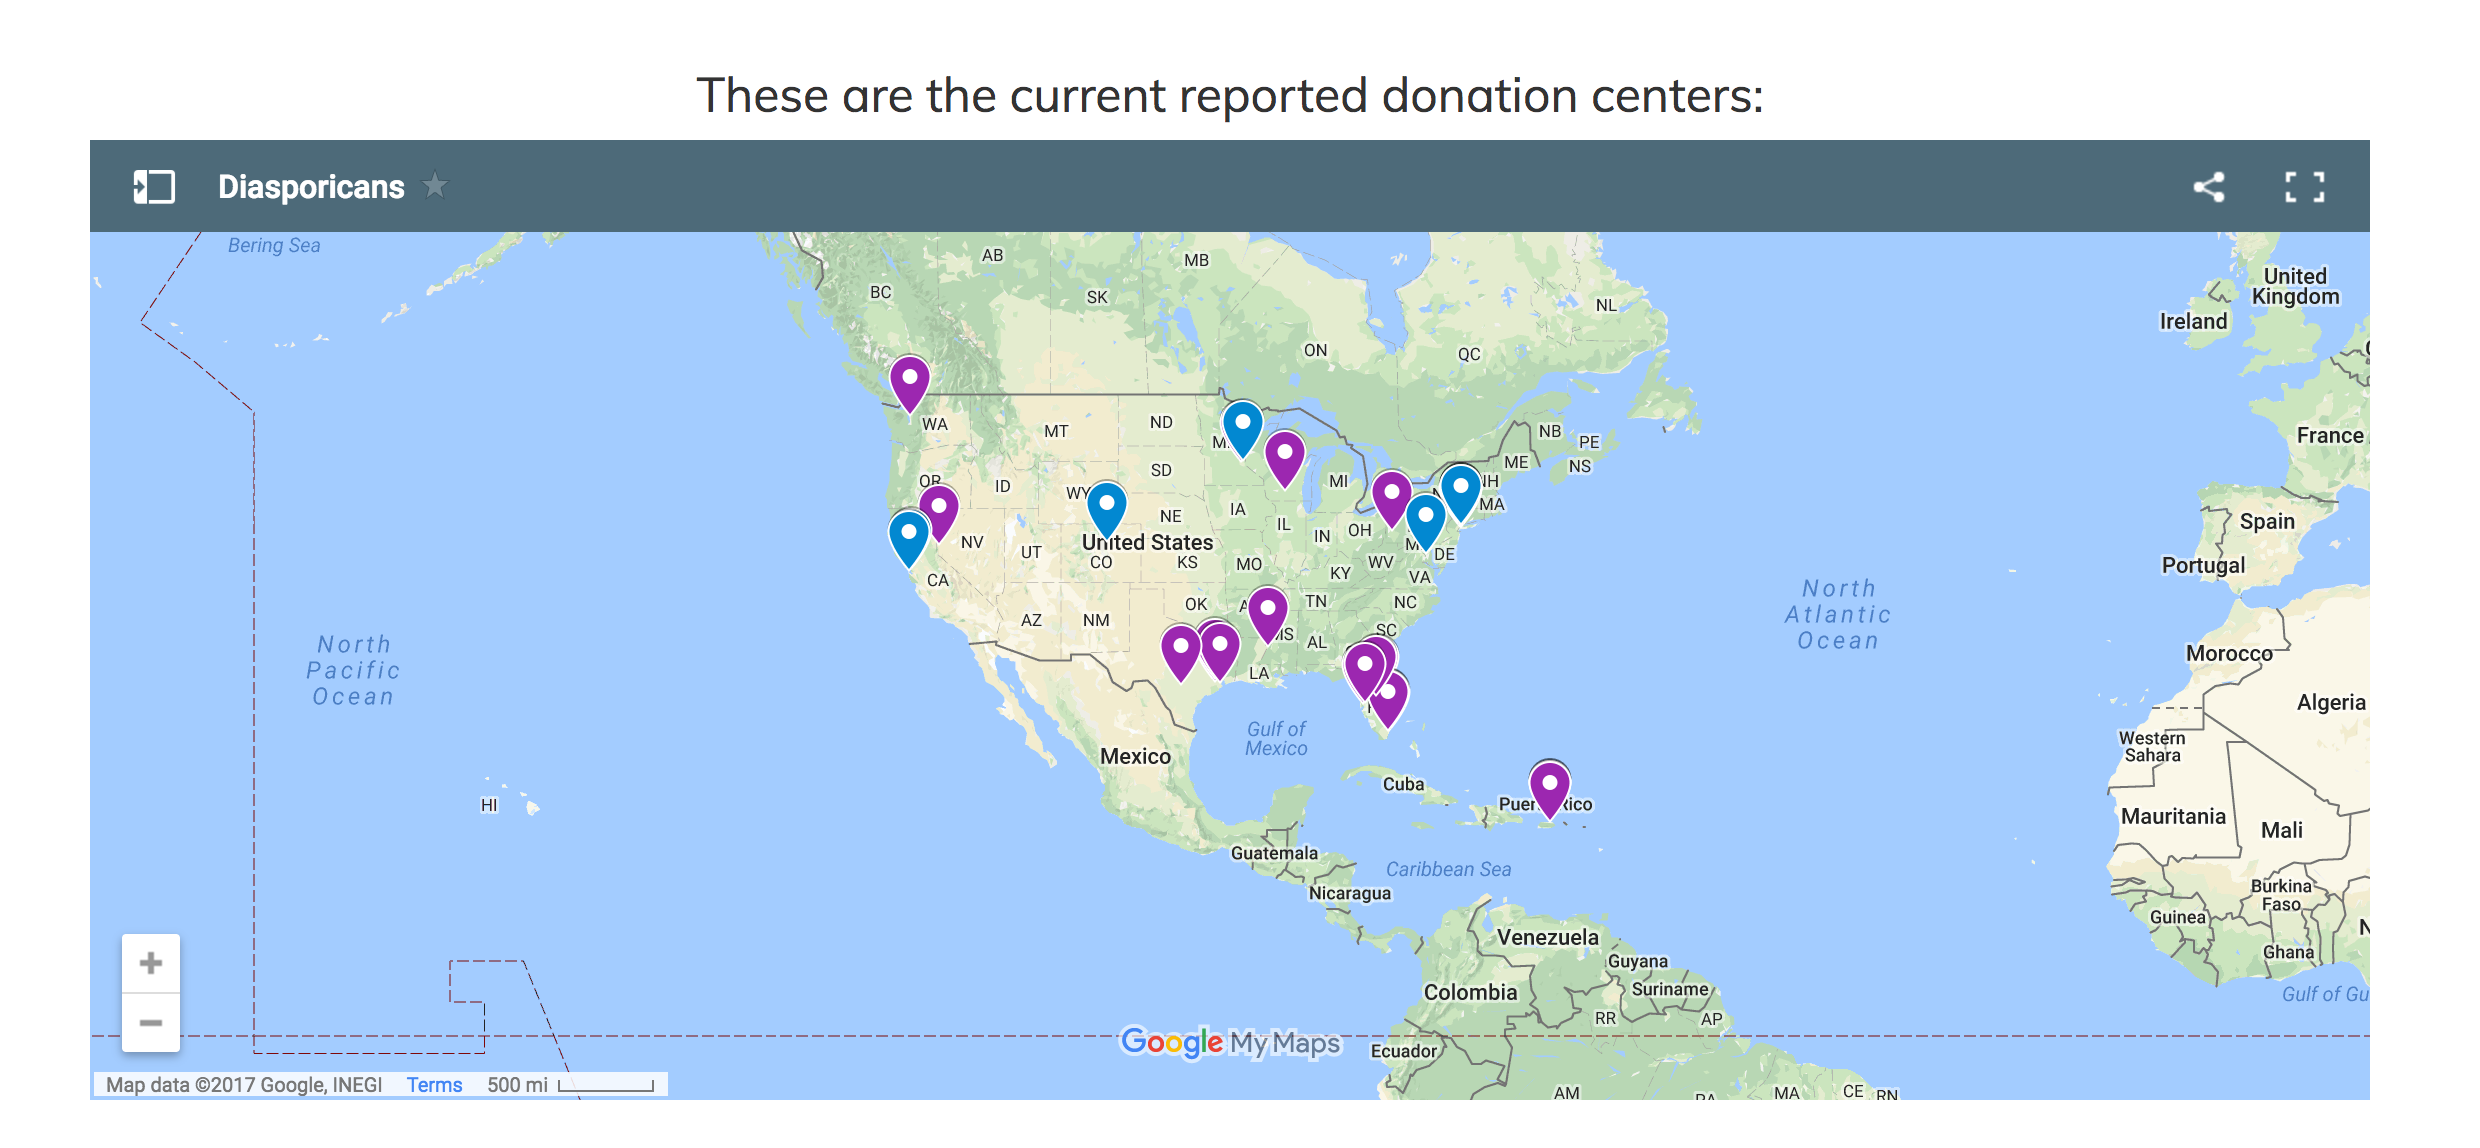 These are the current reported donation centers:
Diasporicans
Bering Sea
AB
MB
BC
SK
NL
United
Kingdom
Ireland
ON
QC
WA
MT
ND
NB
PE
France
ME
NS
SD
OR
ID
WY
MI
NH
MA
NE
IA
IL
OH
Spain
NV
UT
United States
IN
DE
CO
KS
MO
WV
KY
VA
Portugal
CA
North
Atlantic
Ocean
OK
TN
NC
AZ
NM
MS
AL
SC
North
Pacific
Ocean
LA
Morocco
Algeria
Gulf of
Mexico
Mexico
Western
Sahara
Cuba
HI
Mauritania
Mali
Guatemala
Caribbean Sea
Nicaragua
Burkina
Faso
Guinea
Venezuela
Ghana
Guyana
Colombia
Suriname
RR
AP
Google My Maps
Ecuador
Map data ©2017 Google, INEGI Terms 500 mi
AM
MA
CE
RN